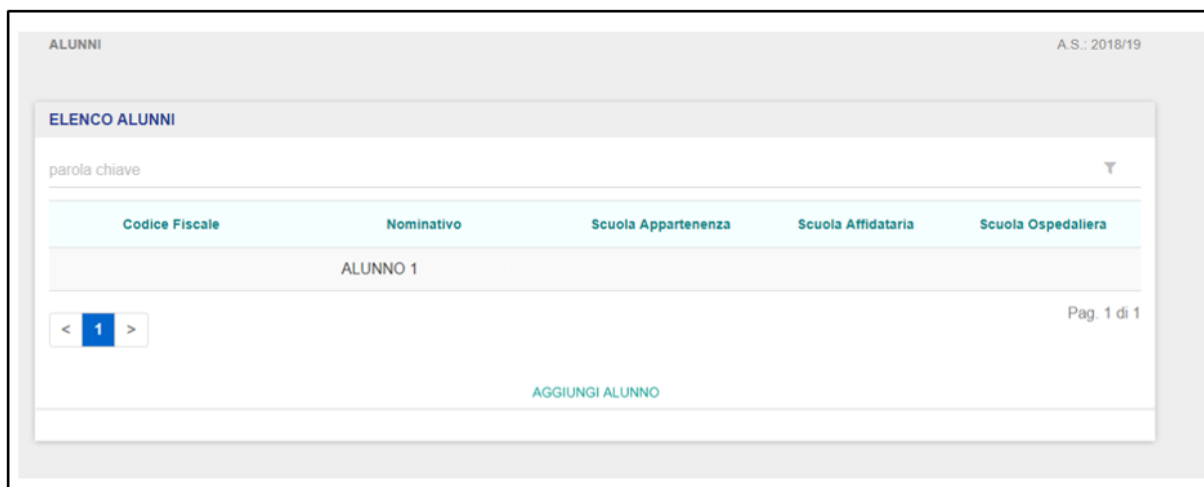 ALUNNI A.S.: 2018/19
ELENCO ALUNNI
parola chiave
Codice Fiscale Nominativo Scuola Appartenenza Scuola Affidataria Scuola Ospedaliera
ALUNNO 1
Pag. 1 di 1
< 1 >
AGGIUNGI ALUNNO